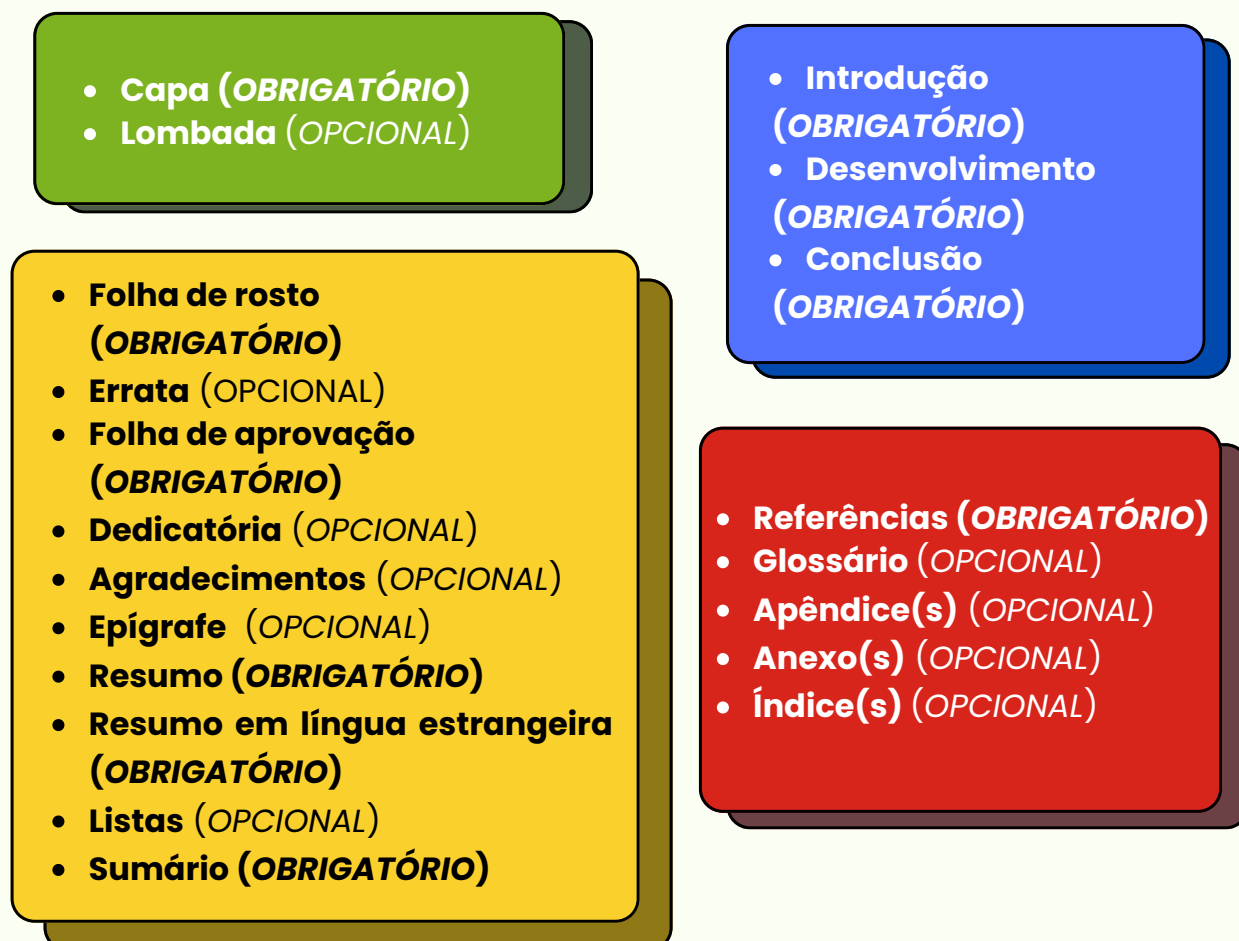 • Capa (OBRIGATÓRIO)
• Lombada (OPCIONAL)
• Folha de rosto
(OBRIGATÓRIO)
• Errata (OPCIONAL)
• Folha de aprovação
(OBRIGATÓRIO)
• Dedicatória (OPCIONAL)
• Agradecimentos (OPCIONAL)
• Epígrafe (OPCIONAL)
• Resumo (OBRIGATÓRIO)
• Resumo em língua estrangeira
(OBRIGATÓRIO)
• Listas (OPCIONAL)
• Sumário (OBRIGATÓRIO)
• Introdução
(OBRIGATÓRIO)
• Desenvolvimento
(OBRIGATÓRIO)
• Conclusão
(OBRIGATÓRIO)
• Referências (OBRIGATÓRIO)
• Glossário (OPCIONAL)
• Apêndice(s) (OPCIONAL)
• Anexo(s) (OPCIONAL)
• Índice(s) (OPCIONAL)